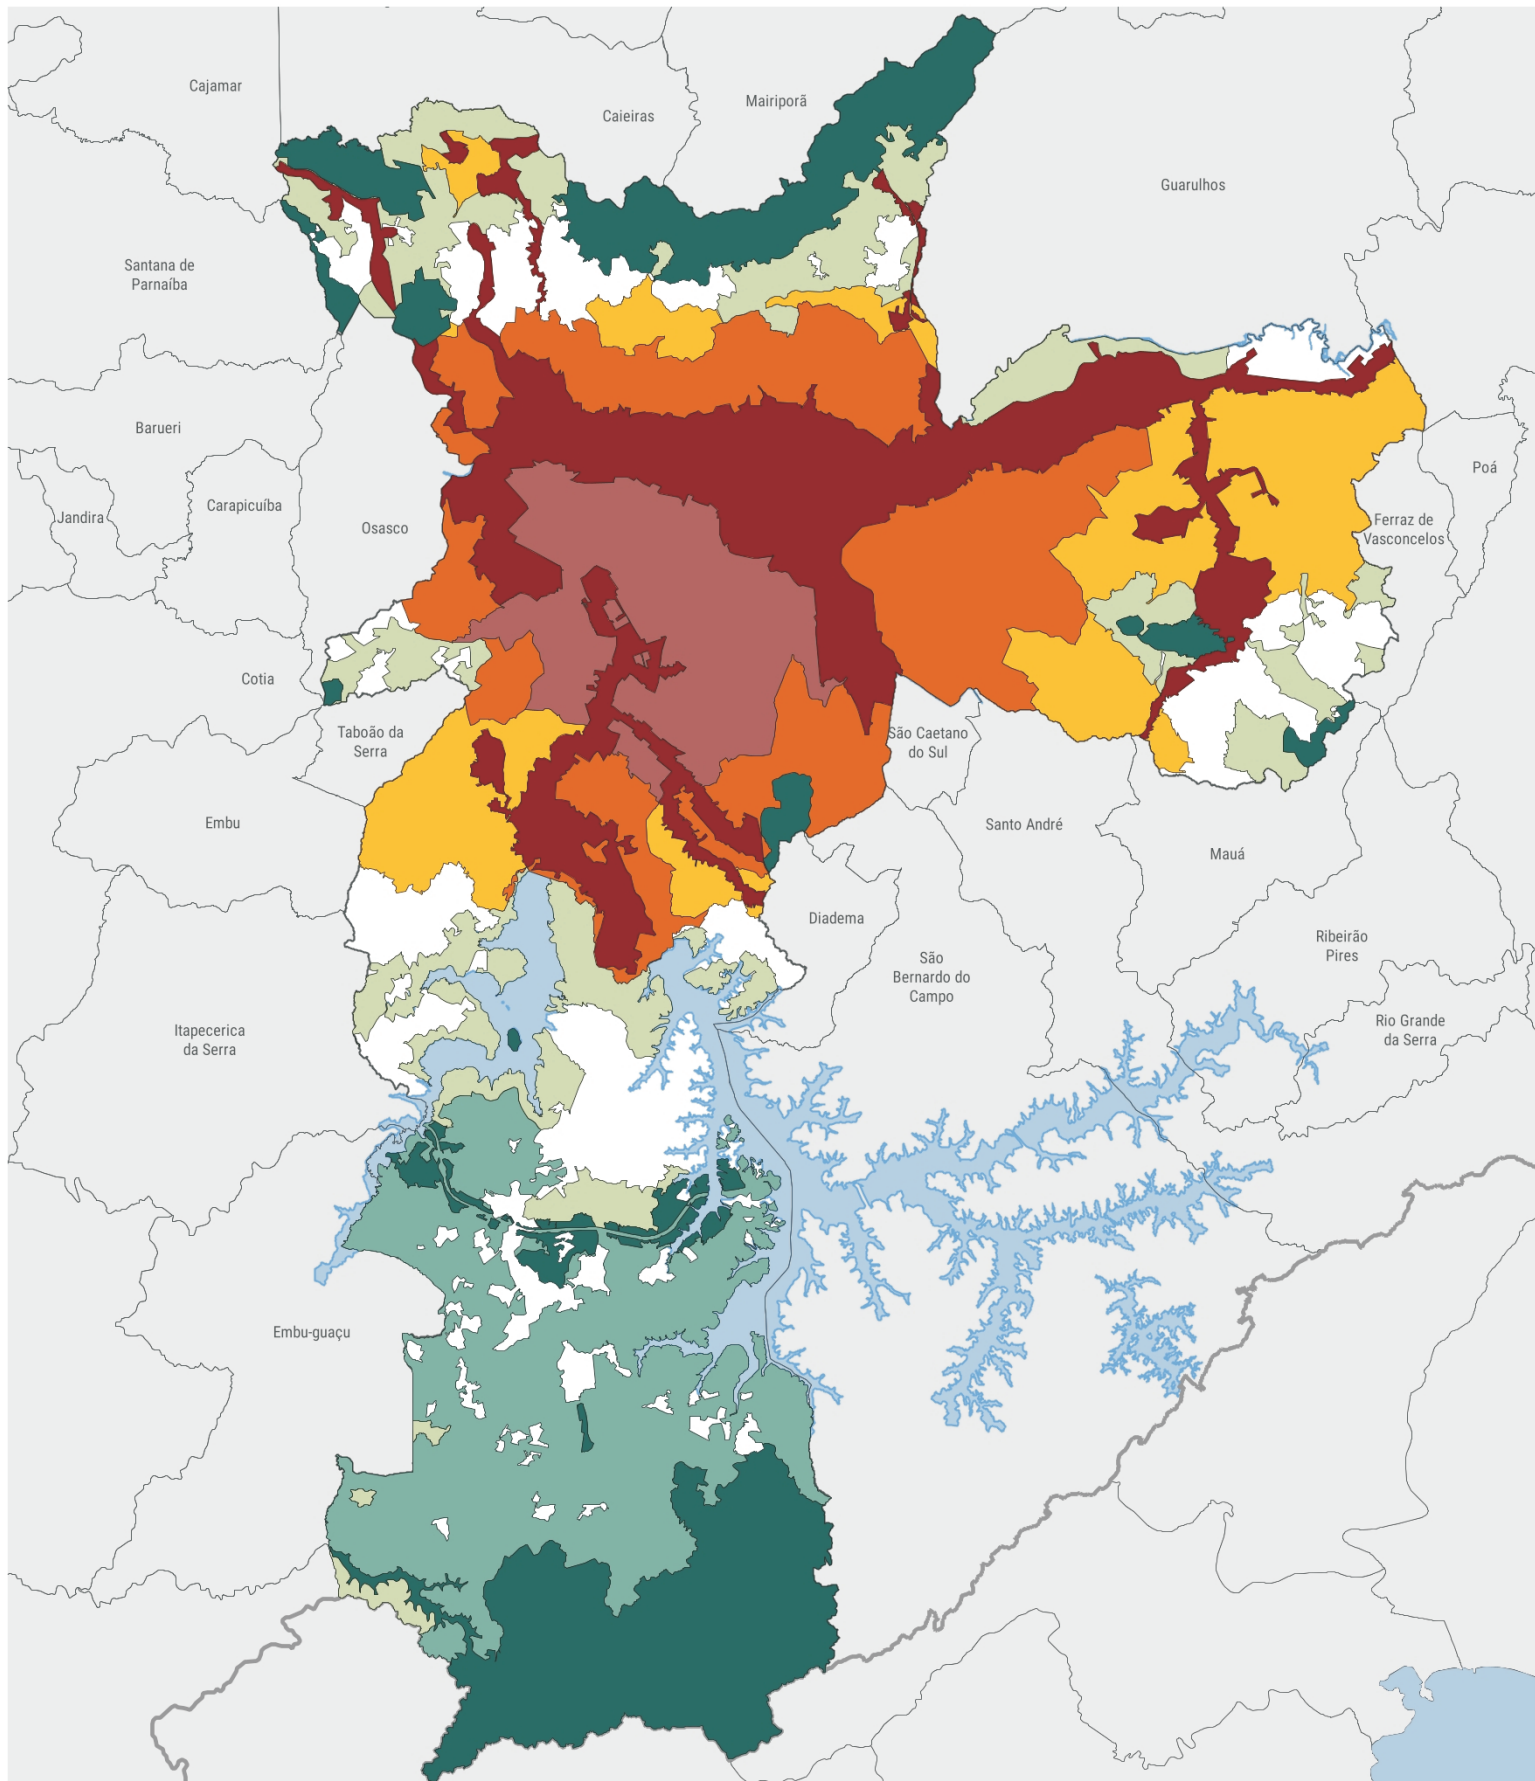 Cajamar
Caieiras
Mairiporã
Guarulhos
Santana de
Parnaíba
Barueri
Carapicuíba
Jandira
Osasco
Poá
Ferraz de
Vasconcelos
Cotia
Taboão da
Serra
São Caetano
do Sul
Embu
Santo André
Mauá
Diadema
São
Bernardo do
Campo
Ribeirão
Pires
Itapecerica
da Serra
Rio Grande
da Serra
Embu-guaçu